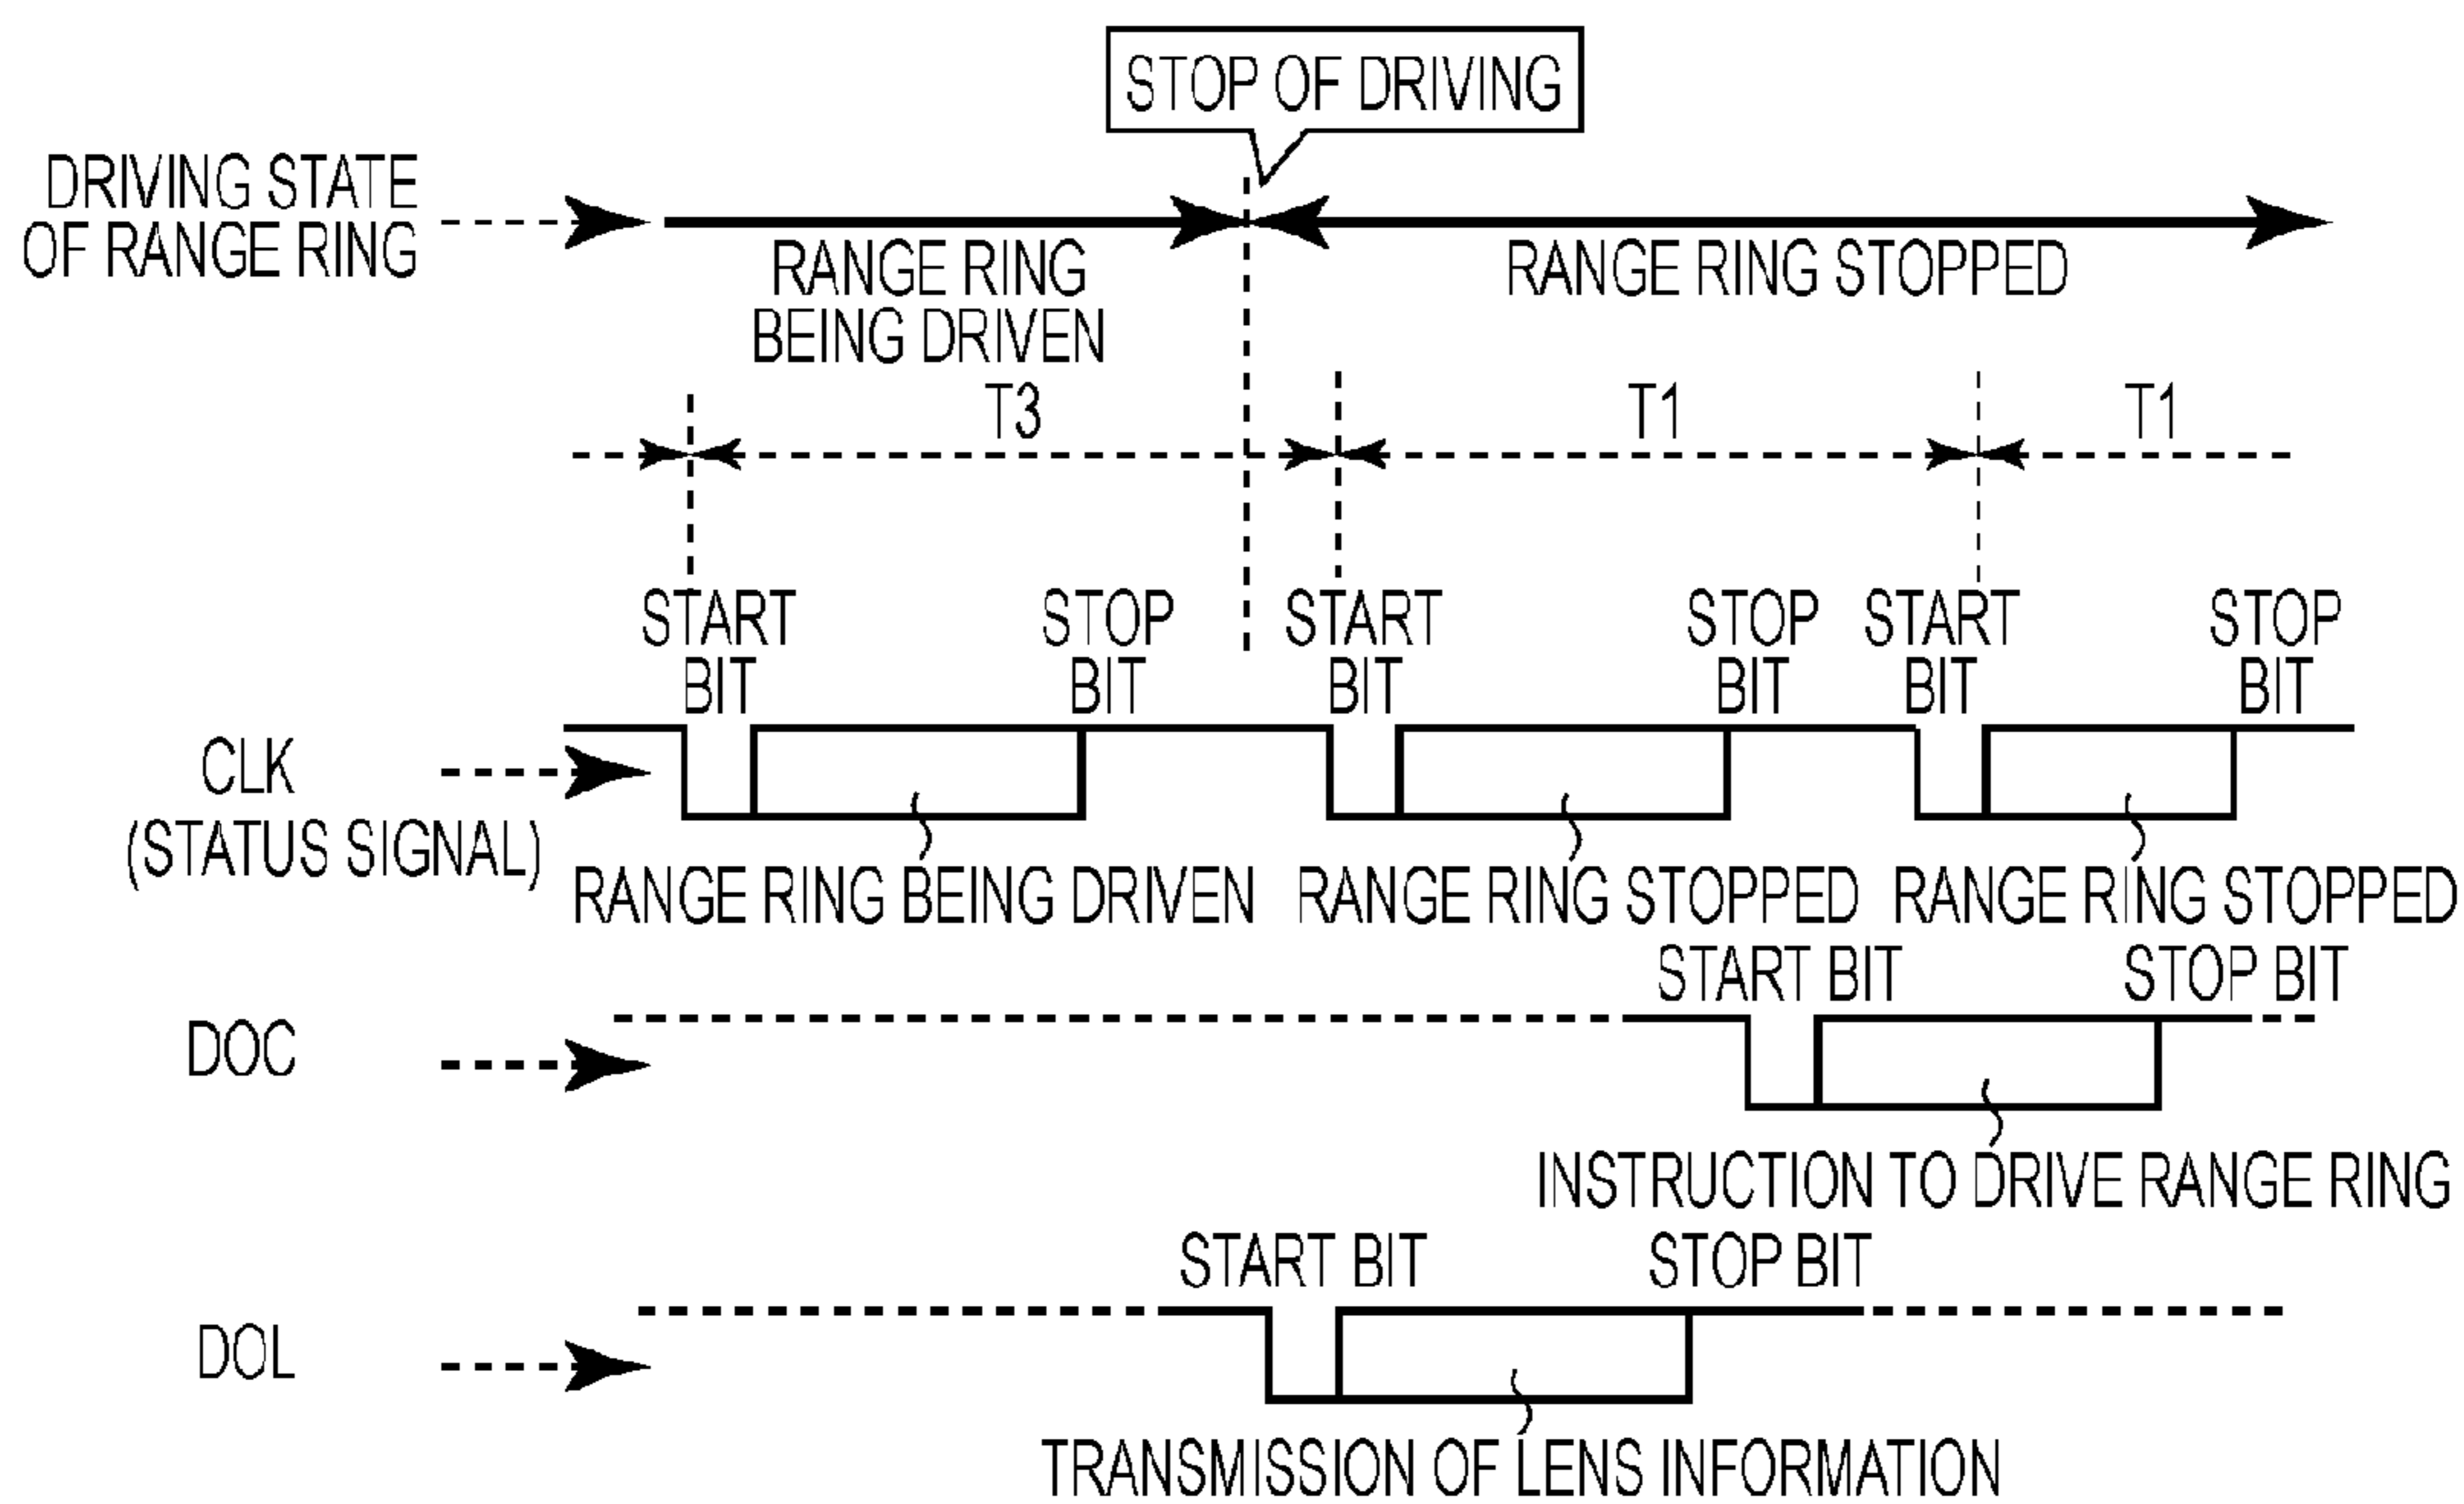 STOP OF DRIVING
DRIVING STATE
OF RANGE RING
RANGE RING
BEING DRIVEN
RANGE RING STOPPED
T3
T1
T1
START
BIT
STOP
BIT
START
BIT
STOP
BIT
START
BIT
STOP
BIT
CLK
(STATUS SIGNAL)
RANGE RING BEING DRIVEN
RANGE RING STOPPED
RANGE RING STOPPED
START BIT
STOP BIT
DOC
INSTRUCTION TO DRIVE RANGE RING
START BIT
STOP BIT
DOL
TRANSMISSION OF LENS INFORMATION